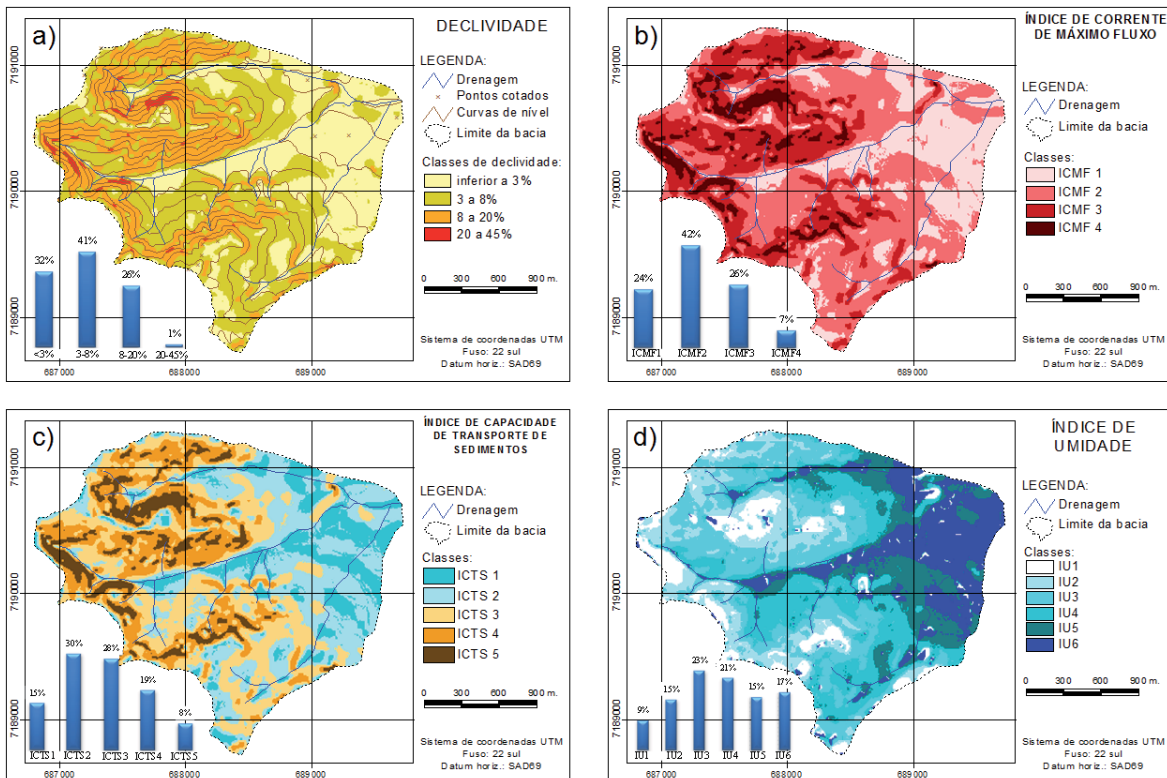 a)
DECLIVIDADE
LEGENDA:
Drenagem
Pontos cotados
Curvas de nível
Limite da bacia
Classes de declividade:
inferior a 3%
3 a 8%
8 a 20%
20 a 45%
0 300 600 900 m.
Sistema de coordenadas UTM
Fuso: 22 sul
Datum horiz.: SAD69
7191000
7190000
7189000
32%
41%
26%
1%
<3%
3-8%
8-20%
20-45%
687000 688000 689000
b)
ÍNDICE DE CORRENTE
DE MÁXIMO FLUXO
LEGENDA:
Drenagem
Limite da bacia
Classes:
ICMF 1
ICMF 2
ICMF 3
ICMF 4
0 300 600 900 m.
Sistema de coordenadas UTM
Fuso: 22 sul
Datum horiz.: SAD69
7191000
7190000
7189000
24%
42%
26%
7%
ICMF1
ICMF2
ICMF3
ICMF4
687000 688000 689000
c)
ÍNDICE DE CAPACIDADE
DE TRANSPORTE DE
SEDIMENTOS
LEGENDA:
Drenagem
Limite da bacia
Classes:
ICTS 1
ICTS 2
ICTS 3
ICTS 4
ICTS 5
0 300 600 900 m.
Sistema de coordenadas UTM
Fuso: 22 sul
Datum horiz.: SAD69
7191000
7190000
7189000
15%
30%
28%
19%
8%
ICTS1
ICTS2
ICTS3
ICTS4
ICTS5
687000 688000 689000
d)
ÍNDICE DE
UMIDADE
LEGENDA:
Drenagem
Limite da bacia
Classes:
IU1
IU2
IU3
IU4
IU5
IU6
0 300 600 900 m.
Sistema de coordenadas UTM
Fuso: 22 sul
Datum horiz.: SAD69
7191000
7190000
7189000
9%
15%
23%
21%
15%
17%
IU1
IU2
IU3
IU4
IU5
IU6
687000 688000 689000